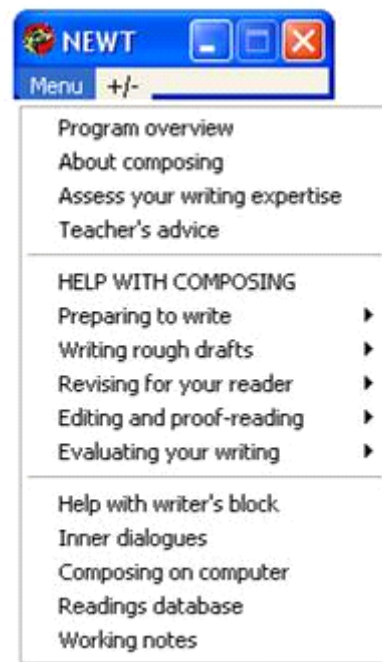 NEWT
Menu +/-
Program overview
About composing
Assess your writing expertise
Teacher's advice
HELP WITH COMPOSING
Preparing to write
Writing rough drafts
Revising for your reader
Editing and proof-reading
Evaluating your writing
Help with writer's block
Inner dialogues
Composing on computer
Readings database
Working notes